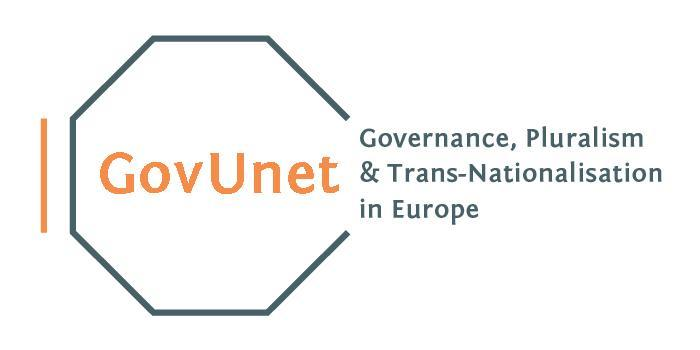 GovUnet
Governance, Pluralism
& Trans-Nationalisation
in Europe